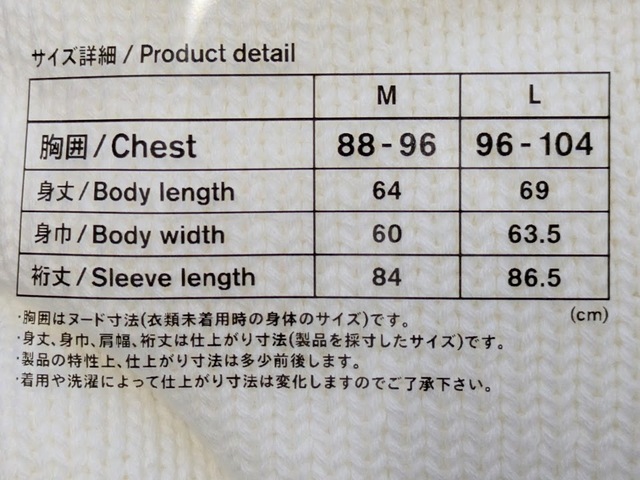 サイズ詳細 / Product detail
M L
胸囲 / Chest 88 - 96 96 - 104
身丈 / Body length 64 69
身巾 / Body width 60 63.5
裄丈 / Sleeve length 84 86.5
(cm)
・胸囲はヌード寸法(衣類未着用時の身体のサイズ)です。
・身丈、身巾、肩幅、裄丈は仕上がり寸法(製品を採寸したサイズ)です。
・製品の特性上、仕上がり寸法は多少前後します。
・着用や洗濯によって仕上がり寸法は変化しますのでご了承下さい。